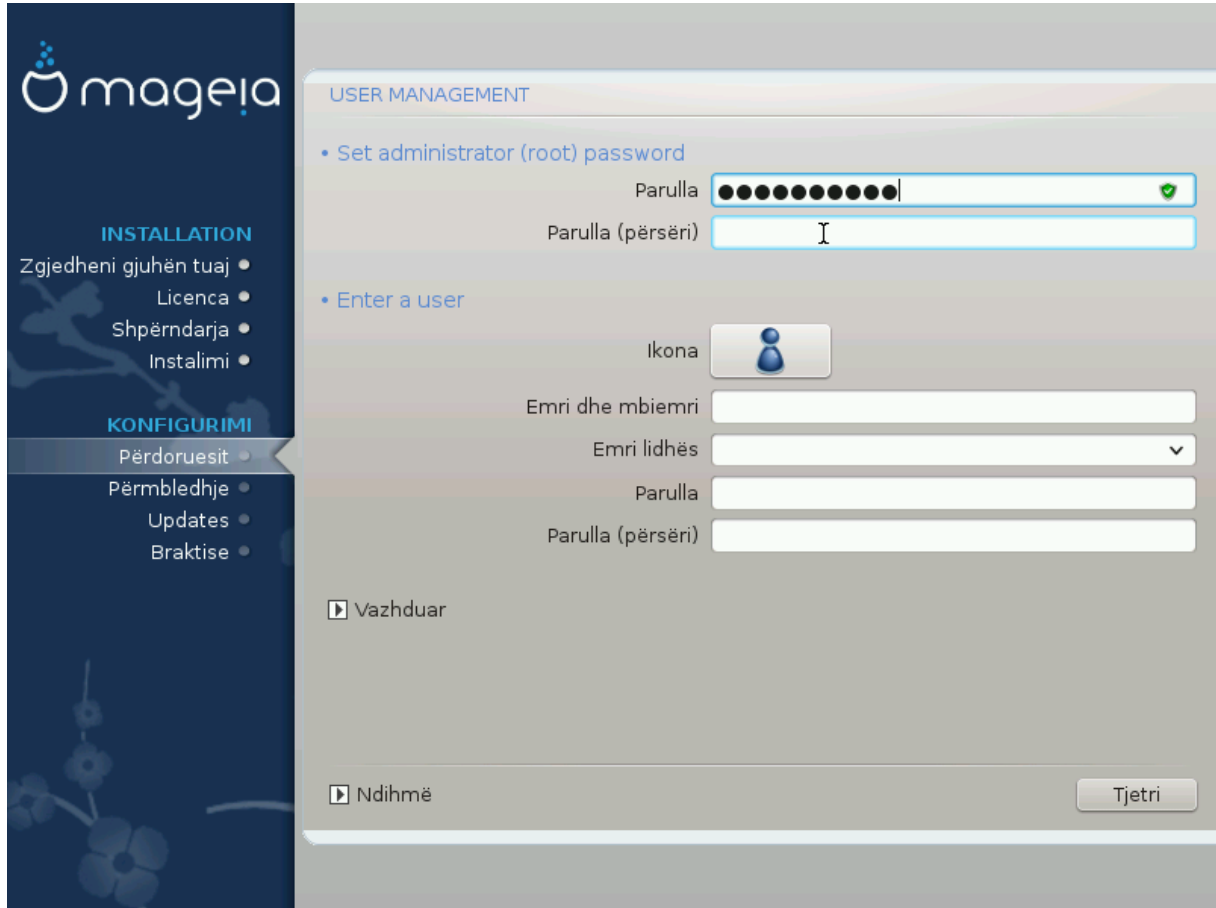 mageia
INSTALLATION
Zgjedheni gjuhën tuaj
Licenca
Shpërndarja
Instalimi
KONFIGURIMI
Përdoruesit
Përmbledhje
Updates
Braktise
USER MANAGEMENT
• Set administrator (root) password
Parulla ●●●●●●●●●●
Parulla (përsëri)
• Enter a user
Ikona
Emri dhe mbiemri
Emri lidhës
Parulla
Parulla (përsëri)
Vazhduar
Ndihmë
Tjetri